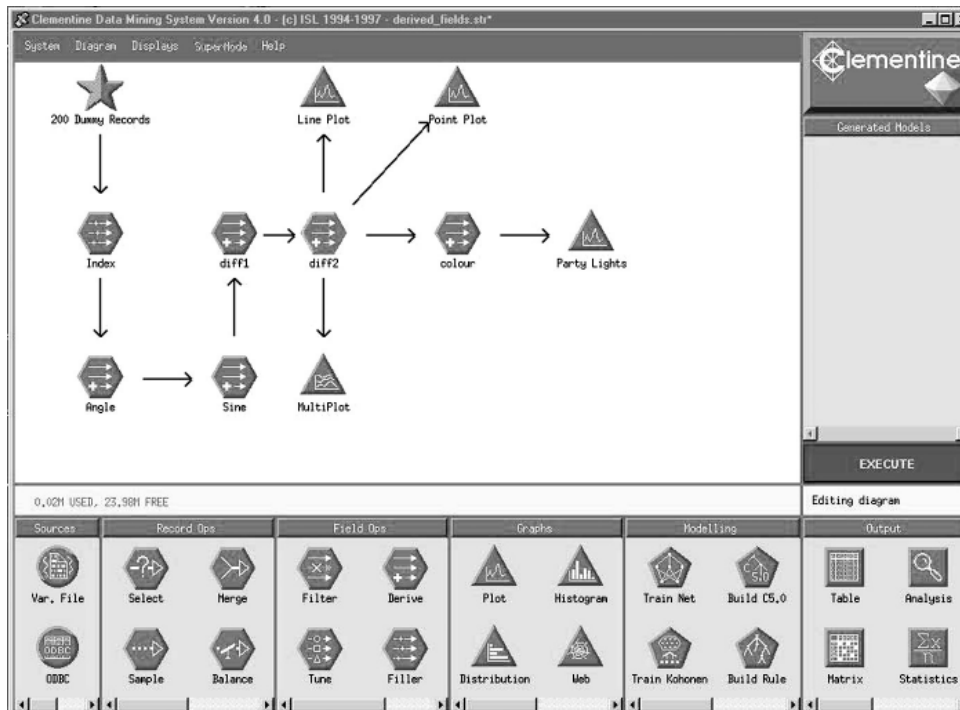 Clementine Data Mining System Version 4.0 - (c) ISL 1994-1997 - derived_fields.str*
System Diagram Displays SuperNode Help
Clementine
200 Dummy Records
Line Plot
Point Plot
Generated Models
Index
diff1
diff2
colour
Party Lights
Angle
Sine
MultiPlot
EXECUTE
0.02M USED, 23.98M FREE
Editing diagram
Sources
Record Ops
Field Ops
Graphs
Modelling
Output
Var. File
Select
Merge
Filter
Derive
Plot
Histogram
Train Net
C5.0
Build C5.0
Table
Analysis
ODBC
ODBC
Sample
Balance
Tune
Filler
Distribution
Web
Train Kohonen
Build Rule
Matrix
Σx
n
Statistics